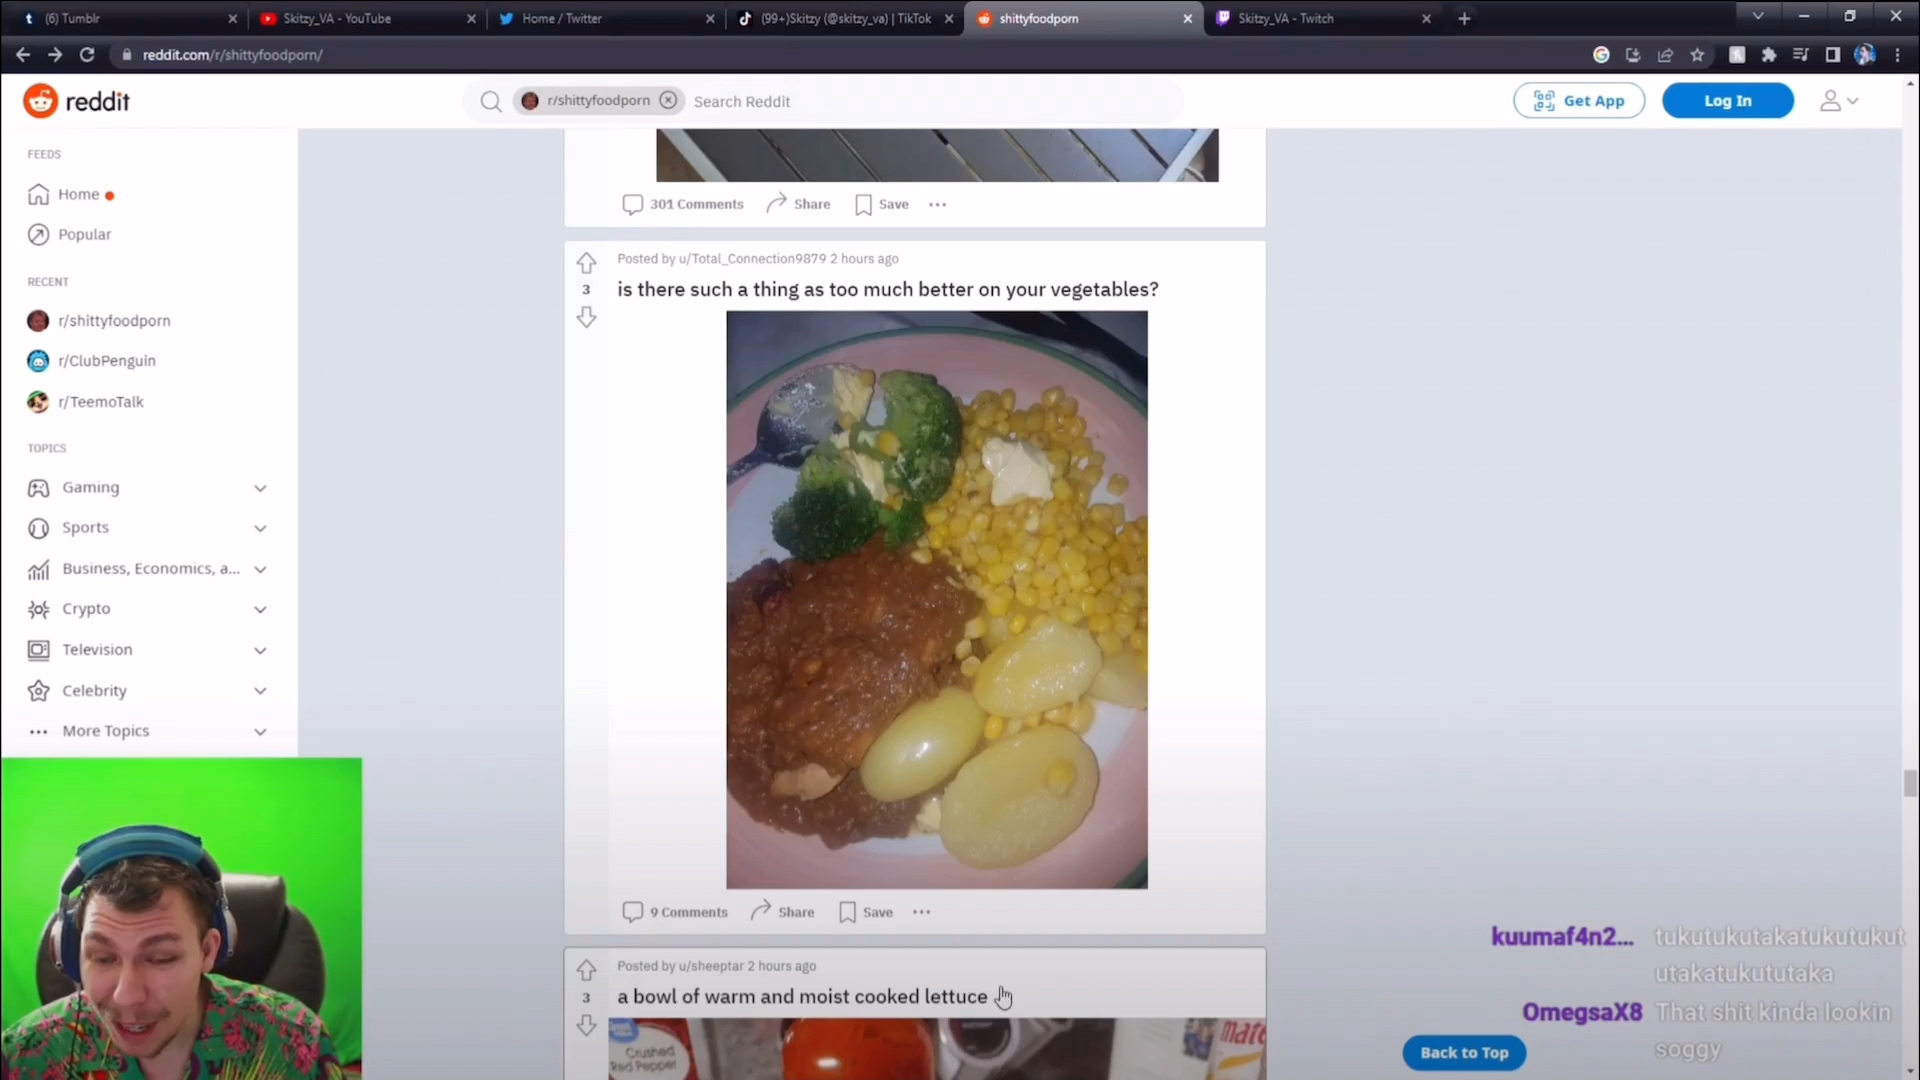 (6) Tumblr
Skitzy_VA - YouTube
Home / Twitter
(99+)Skitzy (@skitzy_va) | TikTok
shittyfoodporn
Skitzy_VA - Twitch
reddit.com/r/shittyfoodporn/
reddit
r/shittyfoodporn
Search Reddit
Get App
Log In
FEEDS
Home
Popular
RECENT
r/shittyfoodporn
r/ClubPenguin
r/TeemoTalk
TOPICS
Gaming
Sports
Business, Economics, a...
Crypto
Television
Celebrity
More Topics
301 Comments Share Save
Posted by u/Total_Connection9879 2 hours ago
3
is there such a thing as too much better on your vegetables?
9 Comments Share Save
Posted by u/sheeptar 2 hours ago
3
a bowl of warm and moist cooked lettuce
Crushed
Red Pepper
mate
kuumaf4n2... tukutukutakatukutukut
utakatukututaka
OmegsaX8 That shit kinda lookin
soggy
Back to Top